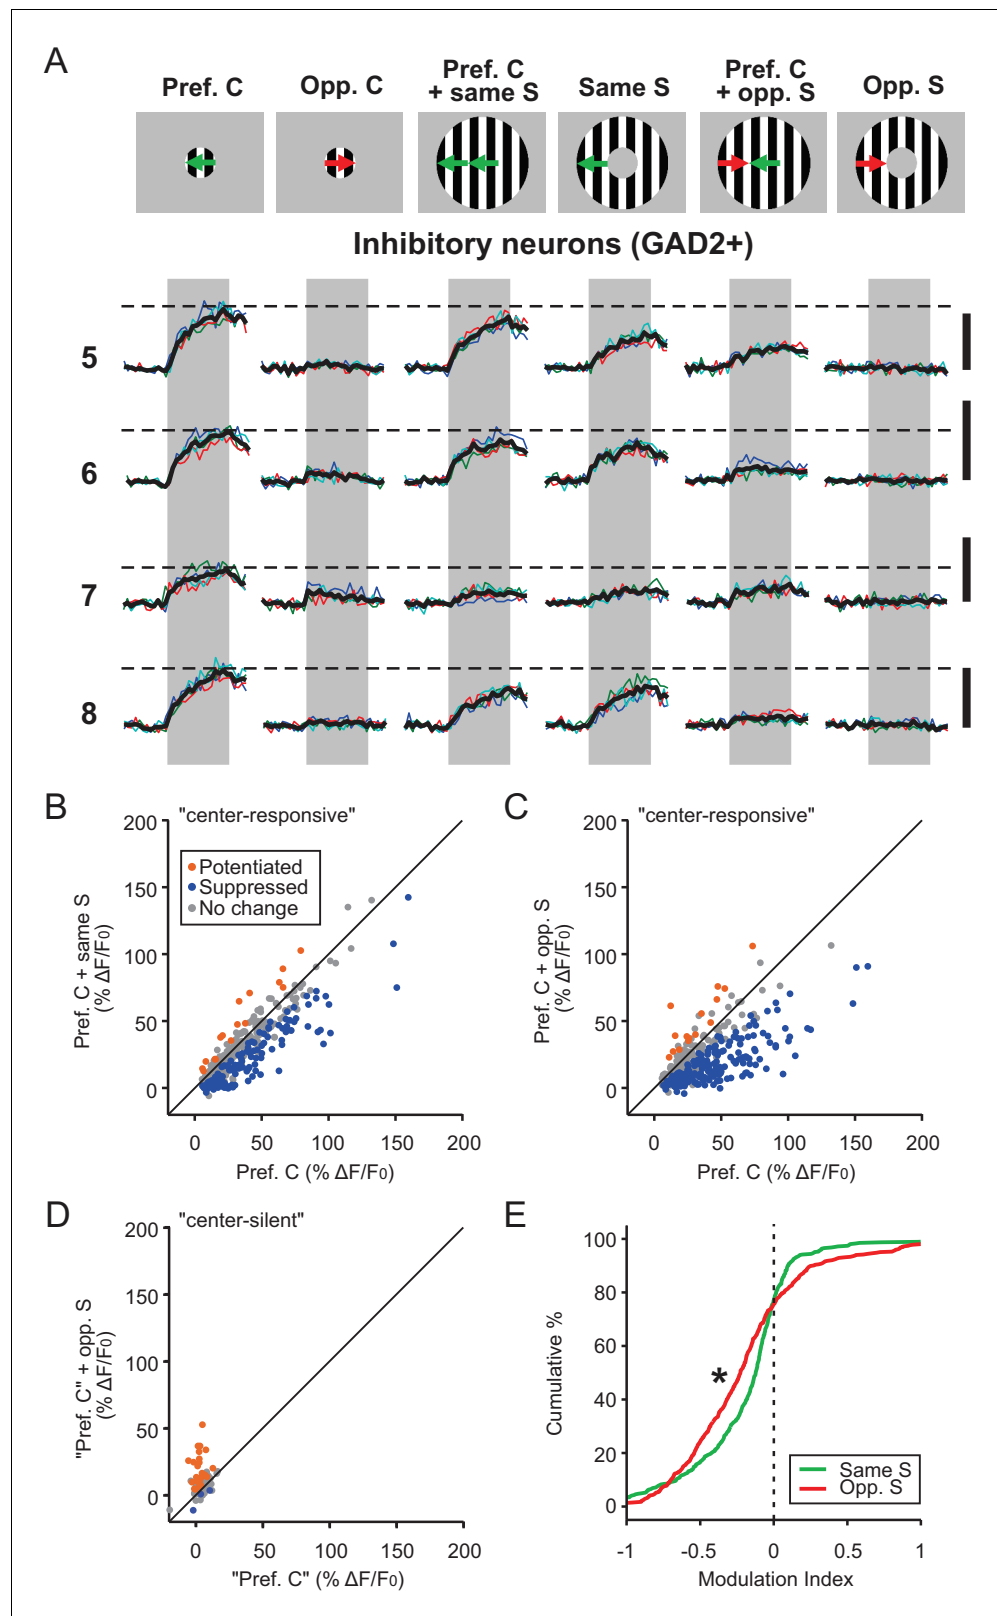 A
Pref. C
Opp. C
Pref. C
+ same S
Same S
Pref. C
+ opp. S
Opp. S
Inhibitory neurons (GAD2+)
5
6
7
8
B
"center-responsive"
200
150
100
50
0
Pref. C + same S
(% ΔF/F0)
Potentiated
Suppressed
No change
0
50
100
150
200
Pref. C (% ΔF/F0)
C
"center-responsive"
200
150
100
50
0
Pref. C + opp. S
(% ΔF/F0)
0
50
100
150
200
Pref. C (% ΔF/F0)
D
"center-silent"
200
150
100
50
0
"Pref. C" + opp. S
(% ΔF/F0)
0
50
100
150
200
"Pref. C" (% ΔF/F0)
E
100
80
60
40
20
0
Cumulative %
*
Same S
Opp. S
-1
-0.5
0
0.5
1
Modulation Index